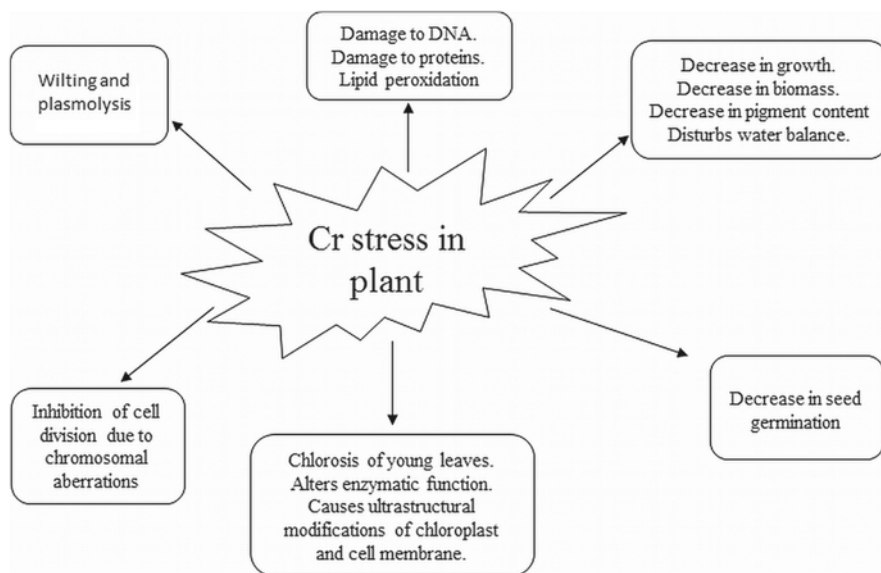 Damage to DNA.
Damage to proteins.
Lipid peroxidation
Wilting and
plasmolysis
Decrease in growth.
Decrease in biomass.
Decrease in pigment content
Disturbs water balance.
Cr stress in
plant
Inhibition of cell
division due to
chromosomal
aberrations
Chlorosis of young leaves.
Alters enzymatic function.
Causes ultrastructural
modifications of chloroplast
and cell membrane.
Decrease in seed
germination